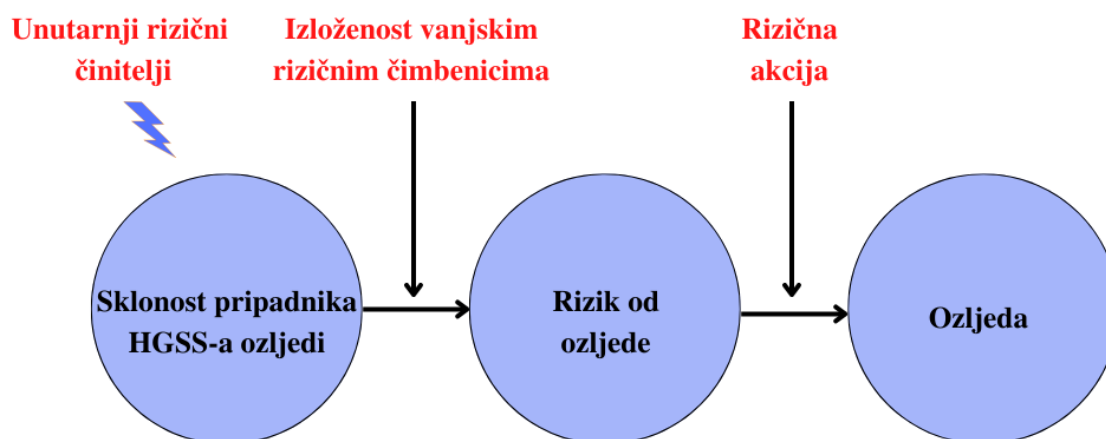 Unutarnji rizični
činitelji
Izloženost vanjskim
rizičnim čimbenicima
Rizična
akcija
Sklonost pripadnika
HGSS-a ozljedi
Rizik od
ozljede
Ozljeda